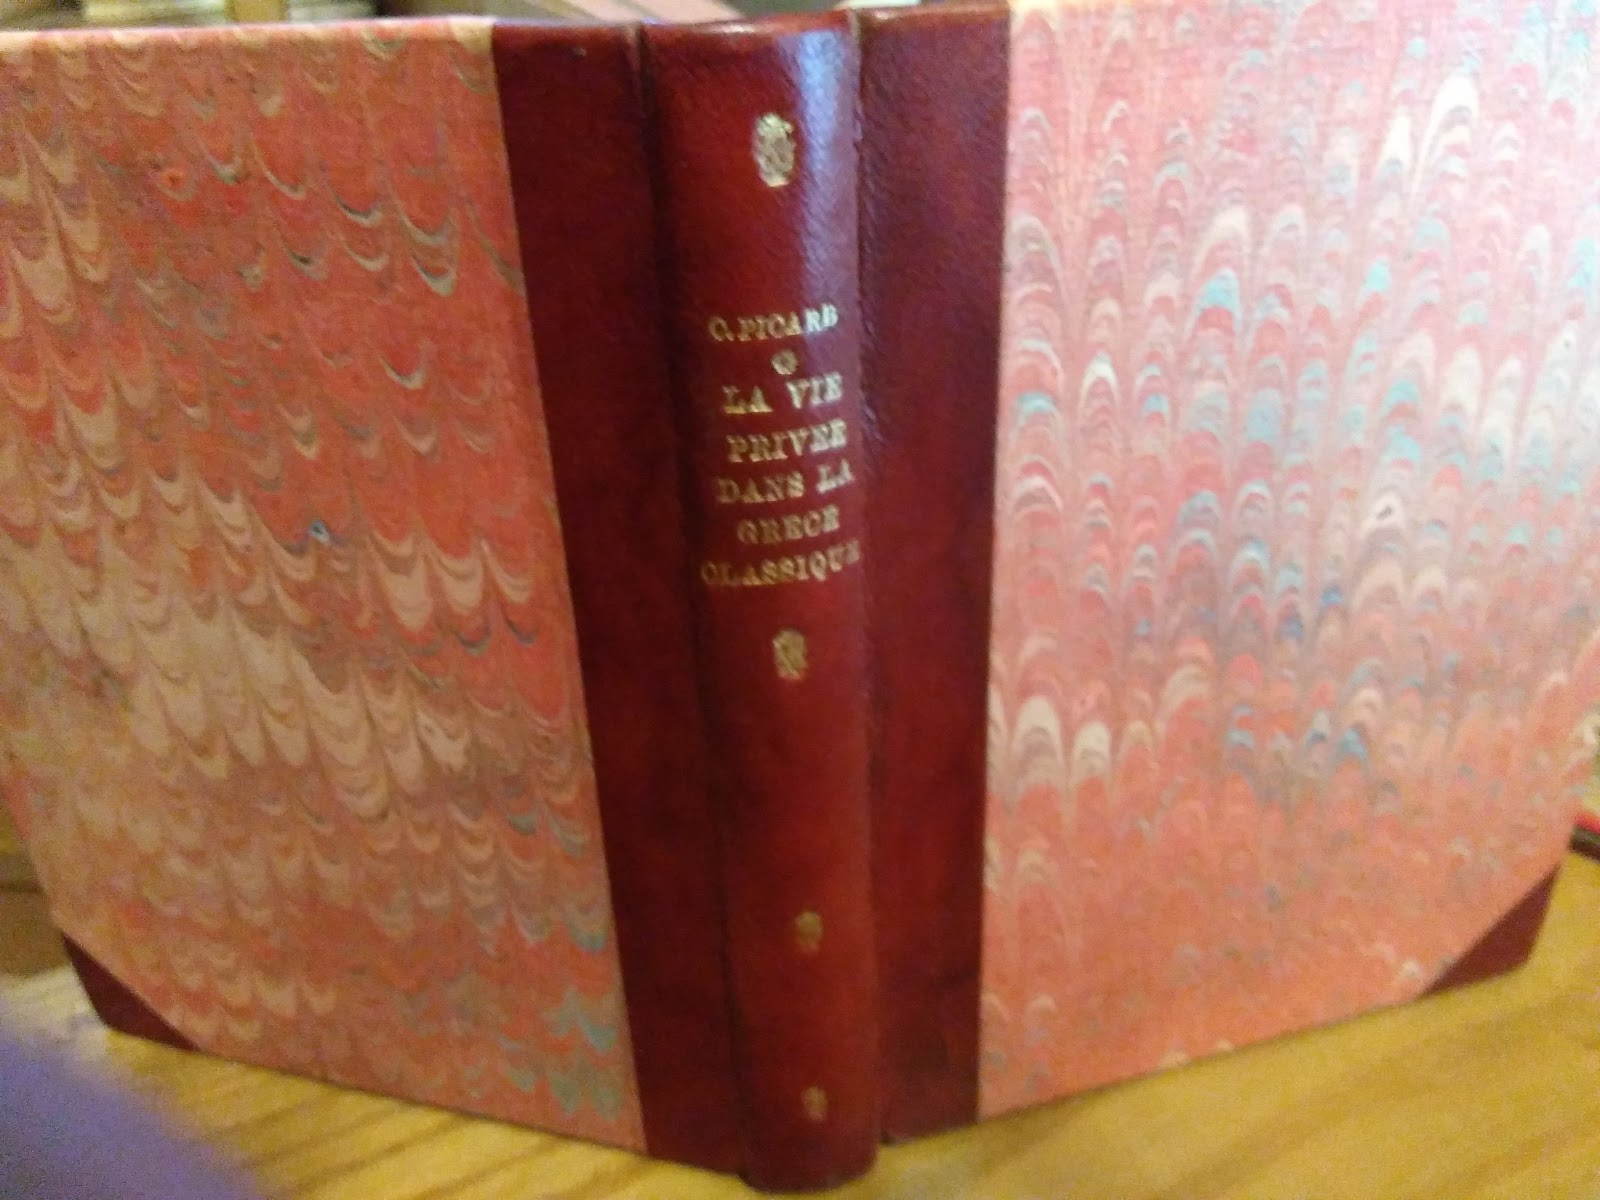 C. PICARD
LA VIE
PRIVEE
DANS LA
GRECE
CLASSIQUE